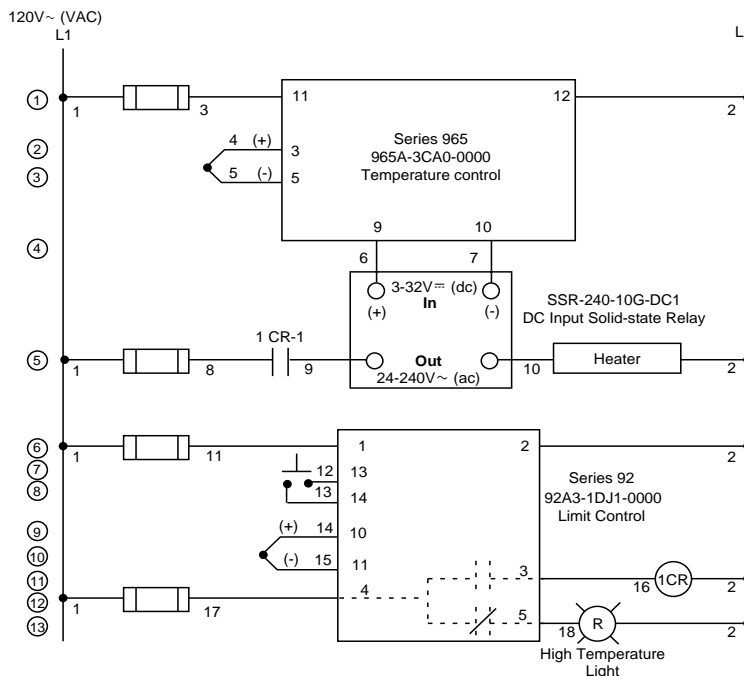 120V~ (VAC)
L1
L
1
1
3
11
12
2
Series 965
965A-3CA0-0000
Temperature control
2
4 (+)
3
3
5 (-)
5
4
9
10
6
7
3-32V⎓ (dc)
In
(+)
(-)
SSR-240-10G-DC1
DC Input Solid-state Relay
5
1
8
1 CR-1
9
Out
24-240V~ (ac)
10
Heater
2
6
1
11
1
2
2
7
12
13
8
13
14
Series 92
92A3-1DJ1-0000
Limit Control
9
(+) 14
10
10
(-) 15
11
11
3
16
1CR
2
12
1
17
4
13
5
18
R
2
High Temperature
Light